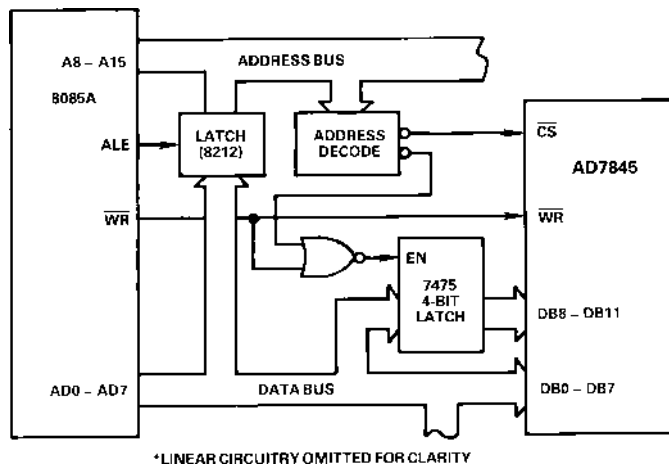 A8 – A15
8085A
ALE
WR
AD0 – AD7
ADDRESS BUS
LATCH
(8212)
ADDRESS
DECODE
CS
AD7845
WR
EN
7475
4-BIT
LATCH
DB8 – DB11
DB0 – DB7
DATA BUS
*LINEAR CIRCUITRY OMITTED FOR CLARITY